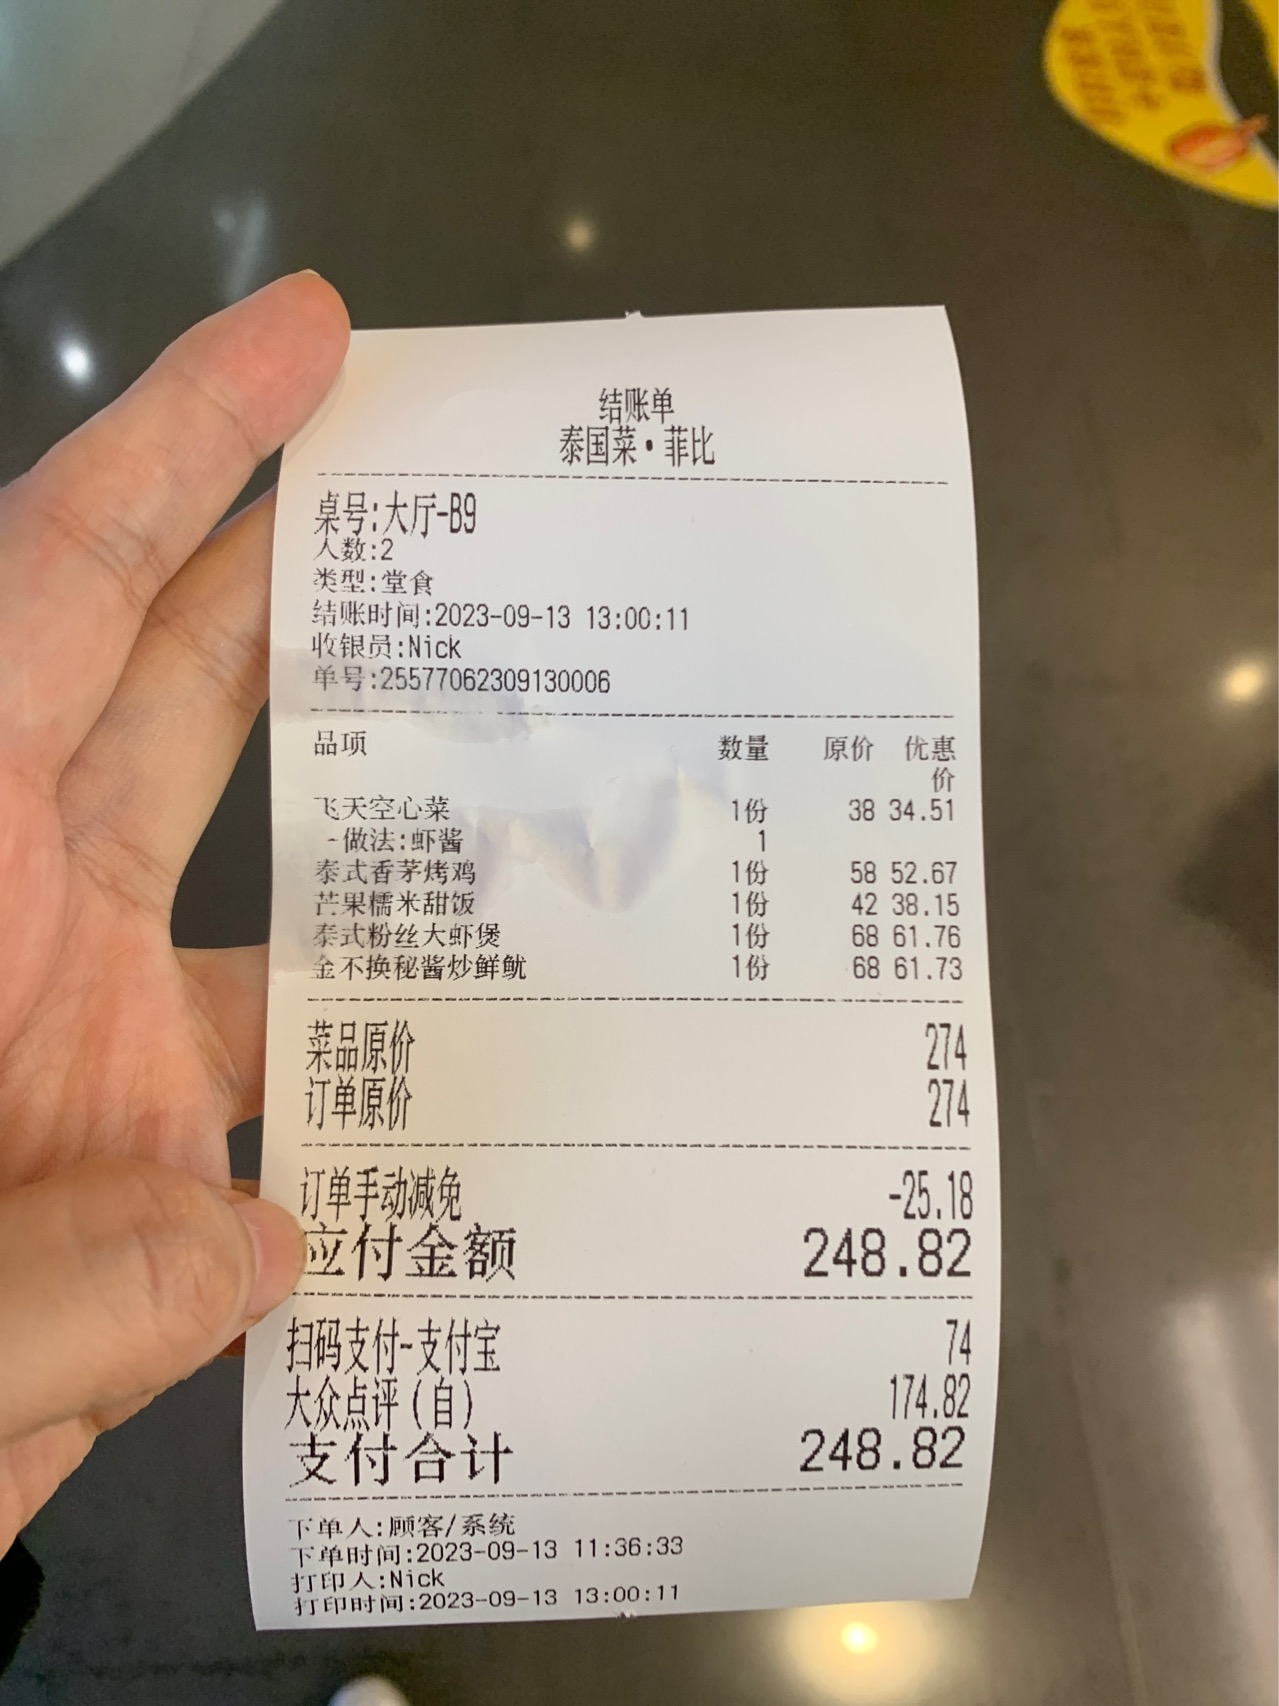 结账单
泰国菜•菲比
桌号:大厅-B9
人数:2
类型:堂食
结账时间:2023-09-13 13:00:11
收银员:Nick
单号:25577062309130006
品项 数量 原价 优惠
价
飞天空心菜 1份 38 34.51
-做法:虾酱 1
泰式香茅烤鸡 1份 58 52.67
芒果糯米甜饭 1份 42 38.15
泰式粉丝大虾煲 1份 68 61.76
金不换秘酱炒鲜鱿 1份 68 61.73
菜品原价 274
订单原价 274
订单手动减免 -25.18
应付金额 248.82
扫码支付-支付宝 74
大众点评(自) 174.82
支付合计 248.82
下单人:顾客/系统
下单时间:2023-09-13 11:36:33
打印人:Nick
打印时间:2023-09-13 13:00:11